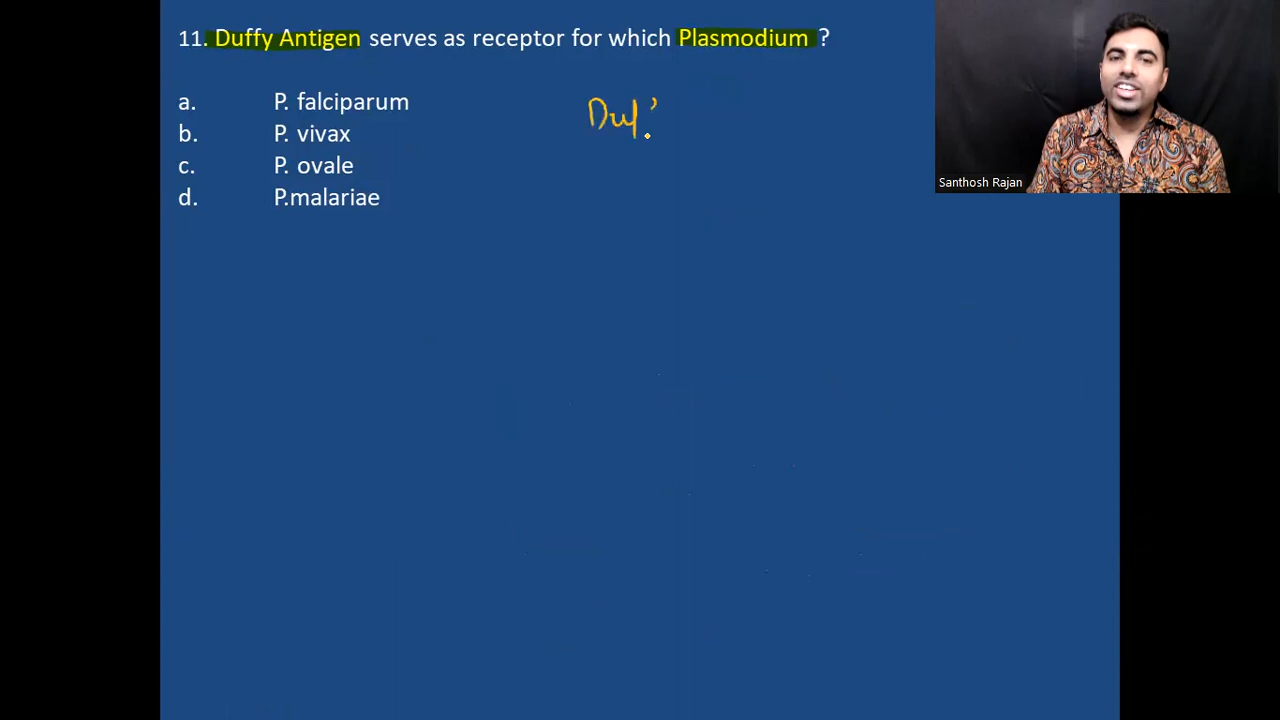 11. Duffy Antigen serves as receptor for which Plasmodium ?
a. P. falciparum
b. P. vivax
c. P. ovale
d. P.malariae
Duf
Santhosh Rajan